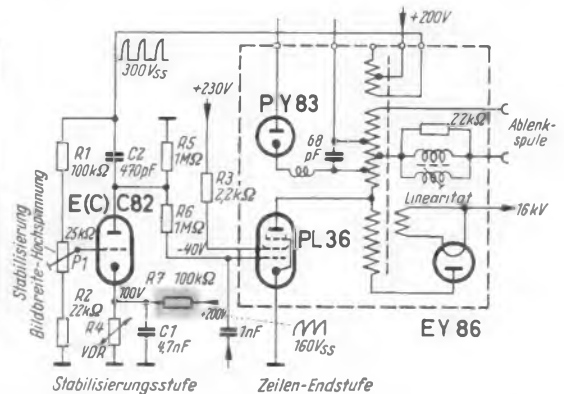 +200V
300Vss
+230V
PY83
R1
100kΩ
C2
470pF
R5
1MΩ
R3
2,2kΩ
68
pF
22kΩ
Ablenk-
spule
Linearität
16kV
E(C)C82
R6
1MΩ
-40V
PL36
Stabilisierung
Bildbreite-Hochspannung
25kΩ
P1
100V
R7
100kΩ
+200V
EY86
R2
22kΩ
R4
VDR
C1
4,7nF
1nF
160Vss
Stabilisierungsstufe
Zeilen-Endstufe